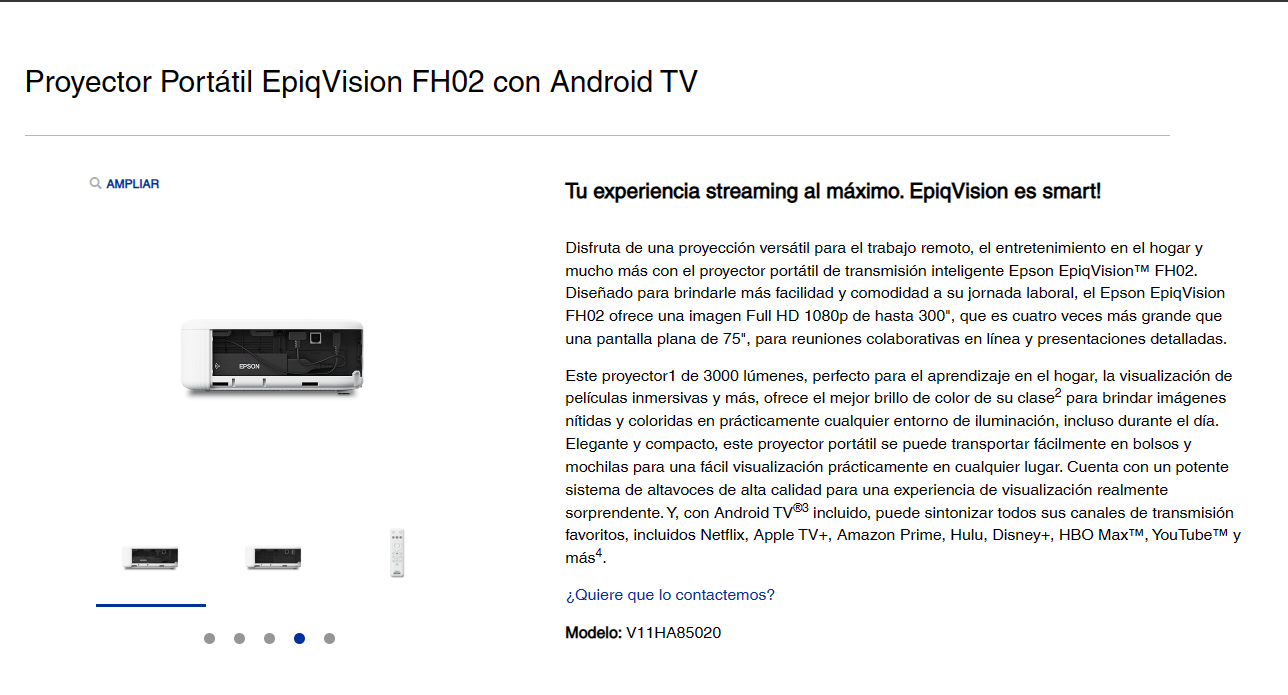 Proyector Portátil EpiqVision FH02 con Android TV
AMPLIAR
EPSON
Tu experiencia streaming al máximo. EpiqVision es smart!
Disfruta de una proyección versátil para el trabajo remoto, el entretenimiento en el hogar y
mucho más con el proyector portátil de transmisión inteligente Epson EpiqVision™ FH02.
Diseñado para brindarle más facilidad y comodidad a su jornada laboral, el Epson EpiqVision
FH02 ofrece una imagen Full HD 1080p de hasta 300", que es cuatro veces más grande que
una pantalla plana de 75", para reuniones colaborativas en línea y presentaciones detalladas.
Este proyector1 de 3000 lúmenes, perfecto para el aprendizaje en el hogar, la visualización de
películas inmersivas y más, ofrece el mejor brillo de color de su clase2 para brindar imágenes
nítidas y coloridas en prácticamente cualquier entorno de iluminación, incluso durante el día.
Elegante y compacto, este proyector portátil se puede transportar fácilmente en bolsos y
mochilas para una fácil visualización prácticamente en cualquier lugar. Cuenta con un potente
sistema de altavoces de alta calidad para una experiencia de visualización realmente
sorprendente. Y, con Android TV®3 incluido, puede sintonizar todos sus canales de transmisión
favoritos, incluidos Netflix, Apple TV+, Amazon Prime, Hulu, Disney+, HBO Max™, YouTube™ y
más4.
¿Quiere que lo contactemos?
Modelo: V11HA85020